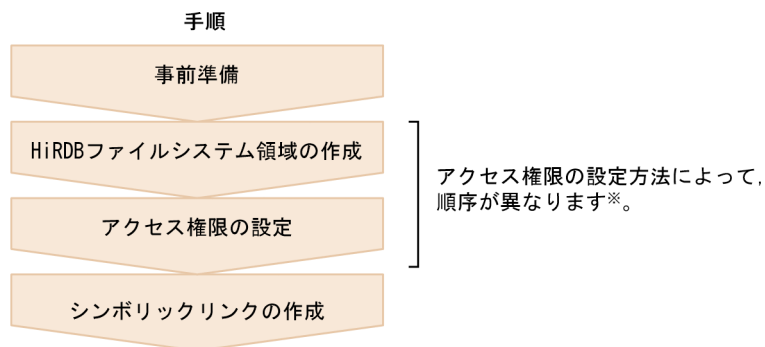 手順
事前準備
HiRDBファイルシステム領域の作成
アクセス権限の設定
アクセス権限の設定方法によって,
順序が異なります※。
シンボリックリンクの作成